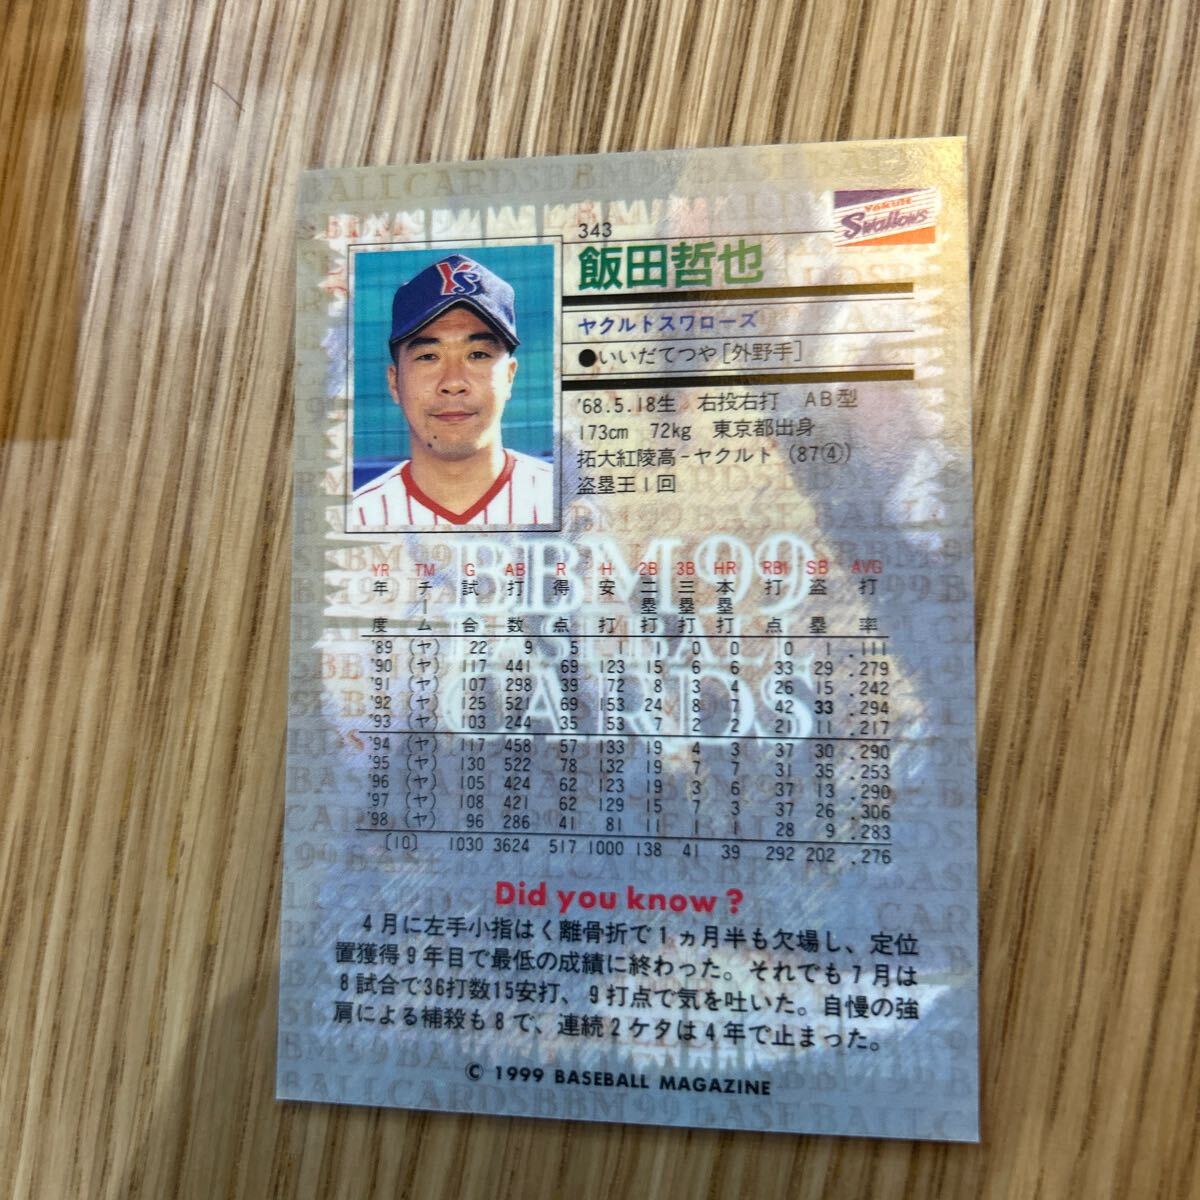 Yakult
Swallows
343
飯田哲也
ヤクルトスワローズ
●いいだてつや[外野手]
'68.5.18生 右投右打 AB型
173cm 72kg 東京都出身
拓大紅陵高-ヤクルト(87④)
盗塁王1回
BBM99
BASEBALL
CARDS
YR TM G AB R H 2B 3B HR RBI SB AVG
年度 チーム 試合 打数 得点 安打 二塁打 三塁打 本塁打 打点 盗塁 打率
'89 (ヤ) 22 9 5 1 1 0 0 0 1 .111
'90 (ヤ) 117 441 69 123 15 6 6 33 29 .279
'91 (ヤ) 107 298 39 72 8 3 4 26 15 .242
'92 (ヤ) 125 521 69 153 24 8 7 42 33 .294
'93 (ヤ) 103 244 35 53 7 2 2 21 11 .217
'94 (ヤ) 117 458 57 133 19 4 3 37 30 .290
'95 (ヤ) 130 522 78 132 19 7 7 31 35 .253
'96 (ヤ) 105 424 62 123 19 3 6 37 13 .290
'97 (ヤ) 108 421 62 129 15 7 3 37 26 .306
'98 (ヤ) 96 286 41 81 11 1 1 28 9 .283
[10] 1030 3624 517 1000 138 41 39 292 202 .276
Did you know?
4月に左手小指はく離骨折で1ヵ月半も欠場し、定位
置獲得9年目で最低の成績に終わった。それでも7月は
8試合で36打数15安打、9打点で気を吐いた。自慢の強
肩による補殺も8で、連続2ケタは4年で止まった。
© 1999 BASEBALL MAGAZINE